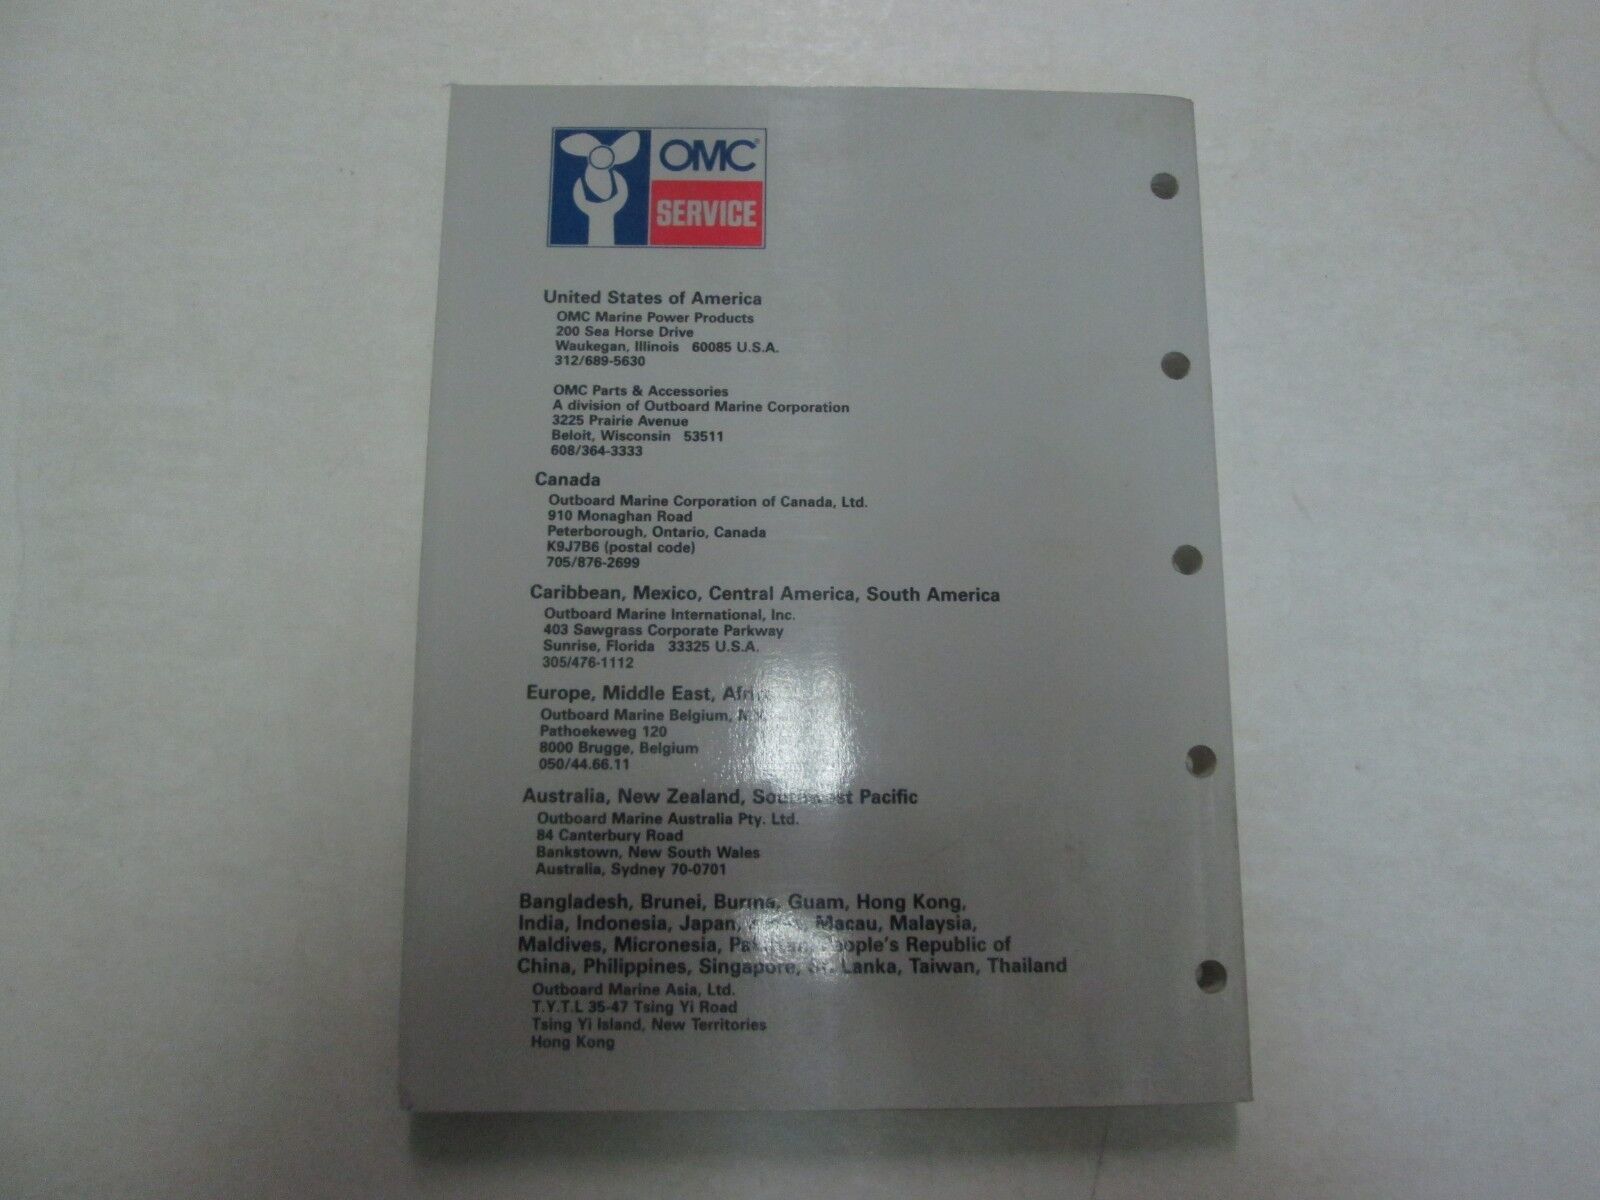 OMC®
SERVICE
United States of America
OMC Marine Power Products
200 Sea Horse Drive
Waukegan, Illinois 60085 U.S.A.
312/689-5630
OMC Parts & Accessories
A division of Outboard Marine Corporation
3225 Prairie Avenue
Beloit, Wisconsin 53511
608/364-3333
Canada
Outboard Marine Corporation of Canada, Ltd.
910 Monaghan Road
Peterborough, Ontario, Canada
K9J7B6 (postal code)
705/876-2699
Caribbean, Mexico, Central America, South America
Outboard Marine International, Inc.
403 Sawgrass Corporate Parkway
Sunrise, Florida 33325 U.S.A.
305/476-1112
Europe, Middle East, Africa
Outboard Marine Belgium,
Pathoekeweg 120
8000 Brugge, Belgium
050/44.66.11
Australia, New Zealand, Southwest Pacific
Outboard Marine Australia Pty. Ltd.
84 Canterbury Road
Bankstown, New South Wales
Australia, Sydney 70-0701
Bangladesh, Brunei, Burma, Guam, Hong Kong,
India, Indonesia, Japan, Macau, Malaysia,
Maldives, Micronesia, Pakistan, People's Republic of
China, Philippines, Singapore, Sri Lanka, Taiwan, Thailand
Outboard Marine Asia, Ltd.
T.Y.T.L 35-47 Tsing Yi Road
Tsing Yi Island, New Territories
Hong Kong